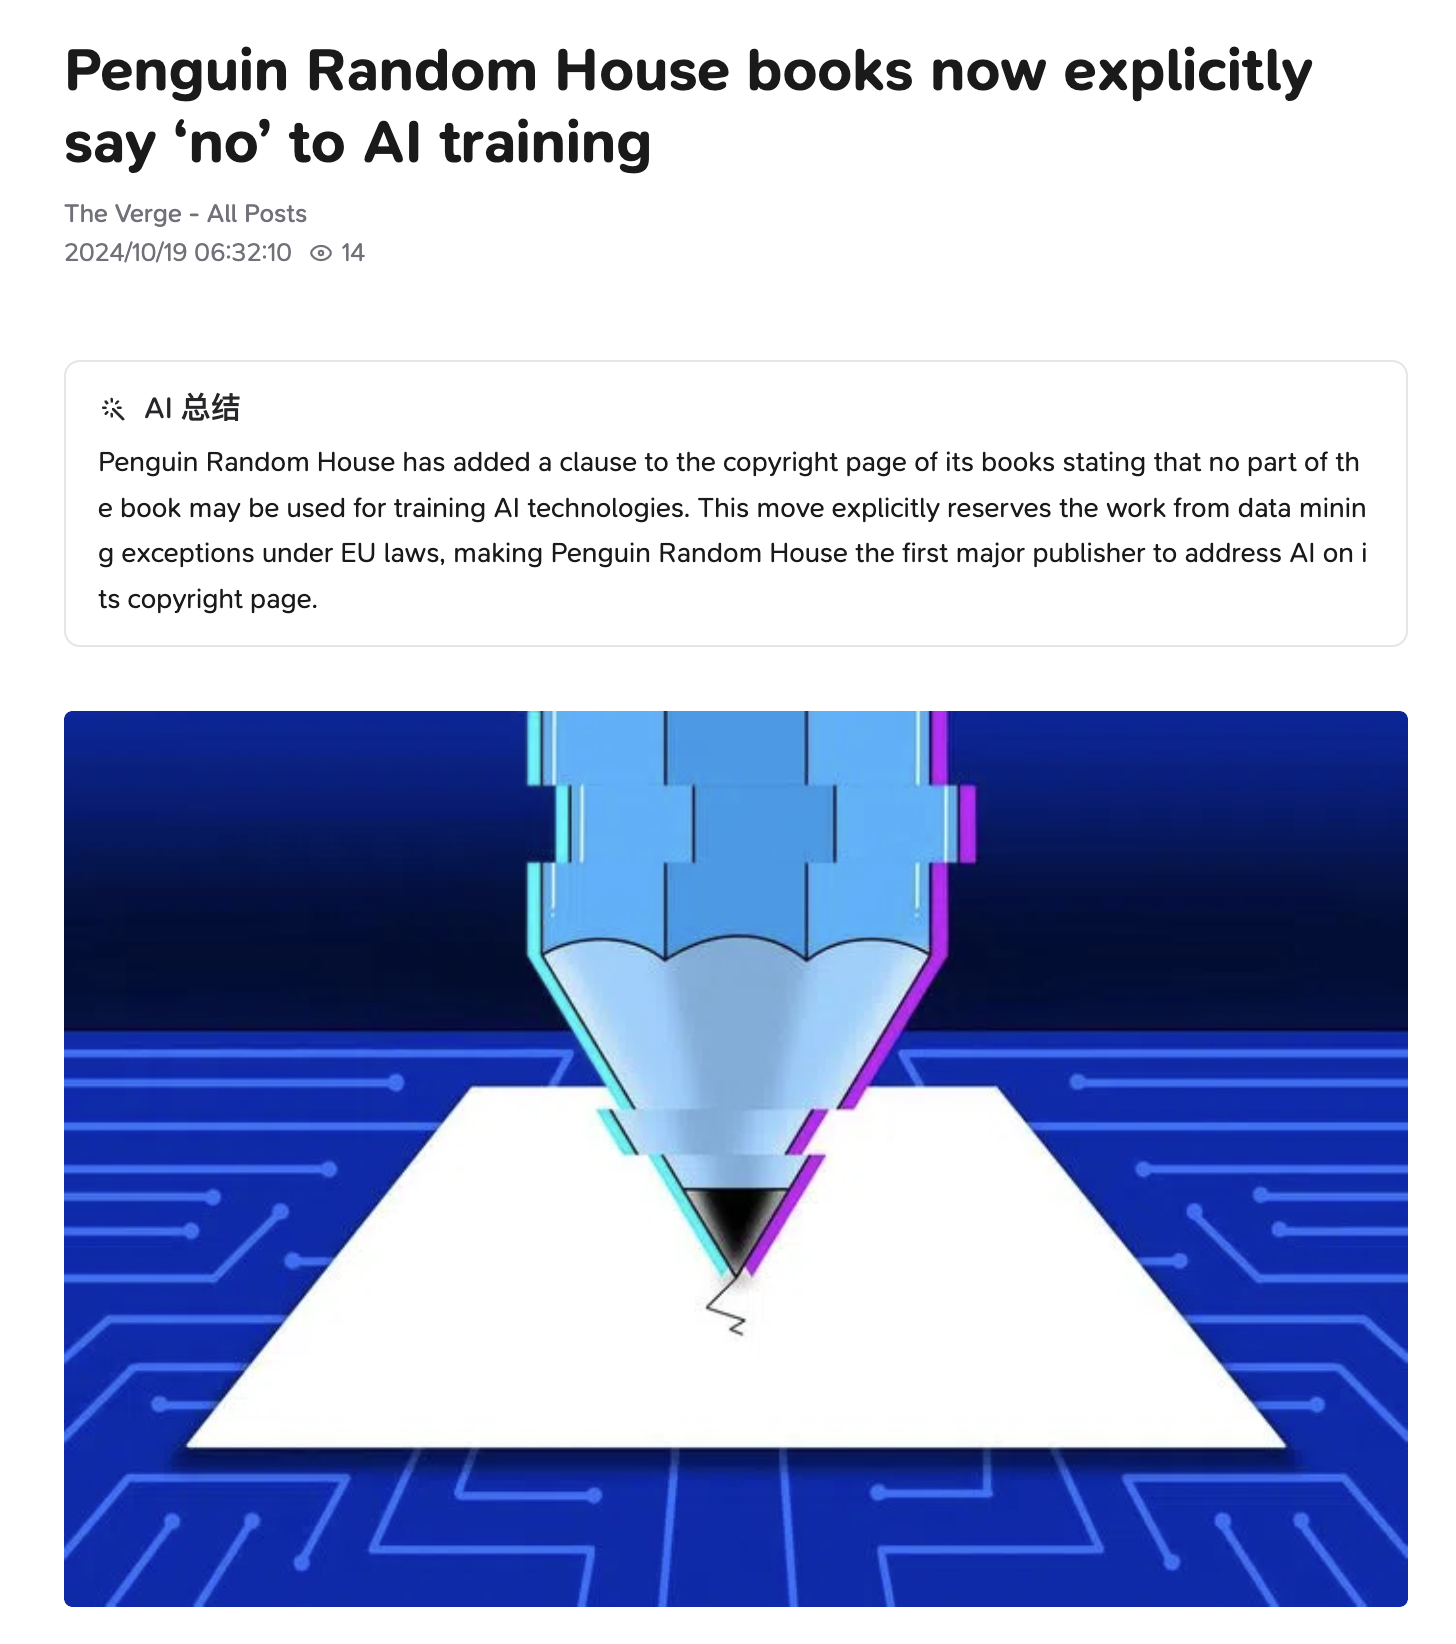 Penguin Random House books now explicitly
say ‘no’ to AI training
The Verge - All Posts
2024/10/19 06:32:10 14
AI 总结
Penguin Random House has added a clause to the copyright page of its books stating that no part of th
e book may be used for training AI technologies. This move explicitly reserves the work from data minin
g exceptions under EU laws, making Penguin Random House the first major publisher to address AI on i
ts copyright page.